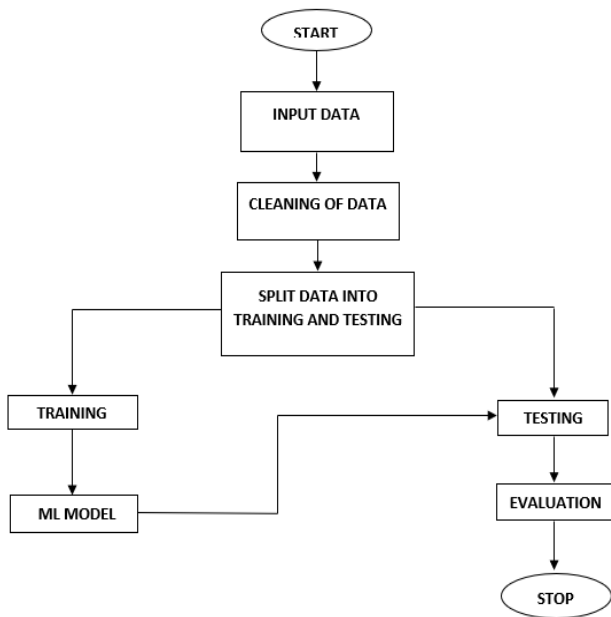 START
INPUT DATA
CLEANING OF DATA
SPLIT DATA INTO
TRAINING AND TESTING
TRAINING
TESTING
ML MODEL
EVALUATION
STOP